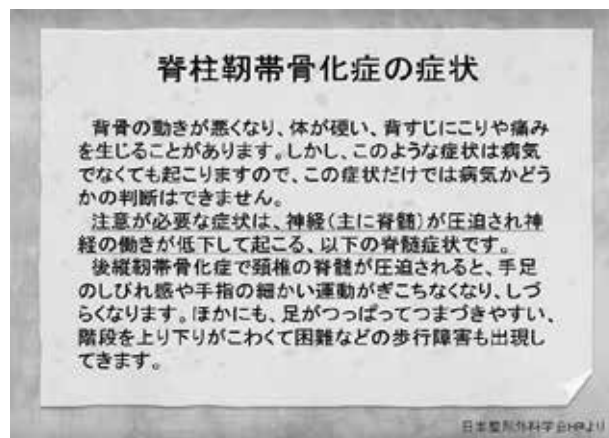 脊柱靭帯骨化症の症状
背骨の動きが悪くなり、体が硬い、背すじにこりや痛み
を生じることがあります。しかし、このような症状は病気
でなくても起こりますので、この症状だけでは病気かどう
かの判断はできません。
注意が必要な症状は、神経(主に脊髄)が圧迫され神
経の働きが低下して起こる、以下の脊髄症状です。
後縦靭帯骨化症で頚椎の脊髄が圧迫されると、手足
のしびれ感や手指の細かい運動がぎこちなくなり、しづ
らくなります。ほかにも、足がつっぱってつまづきやすい、
階段を上り下りがこわくて困難などの歩行障害も出現し
てきます。
日本整形外科学会HPより